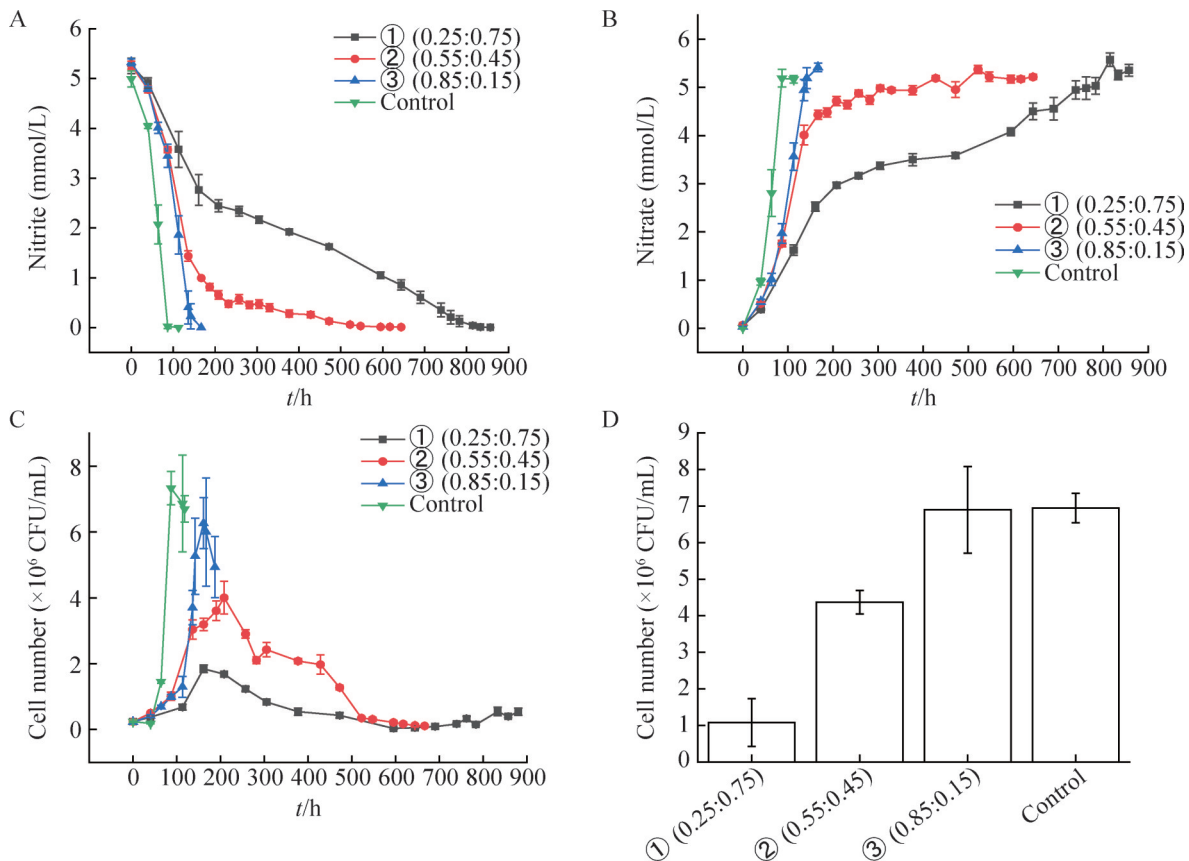 A
6
5
4
3
2
1
0
Nitrite (mmol/L)
0 100 200 300 400 500 600 700 800 900
t/h
① (0.25:0.75)
② (0.55:0.45)
③ (0.85:0.15)
Control
B
6
5
4
3
2
1
0
Nitrate (mmol/L)
0 100 200 300 400 500 600 700 800 900
t/h
① (0.25:0.75)
② (0.55:0.45)
③ (0.85:0.15)
Control
C
8
6
4
2
0
Cell number (×10⁶ CFU/mL)
0 100 200 300 400 500 600 700 800 900
t/h
① (0.25:0.75)
② (0.55:0.45)
③ (0.85:0.15)
Control
D
9
8
7
6
5
4
3
2
1
0
Cell number (×10⁶ CFU/mL)
① (0.25:0.75)
② (0.55:0.45)
③ (0.85:0.15)
Control